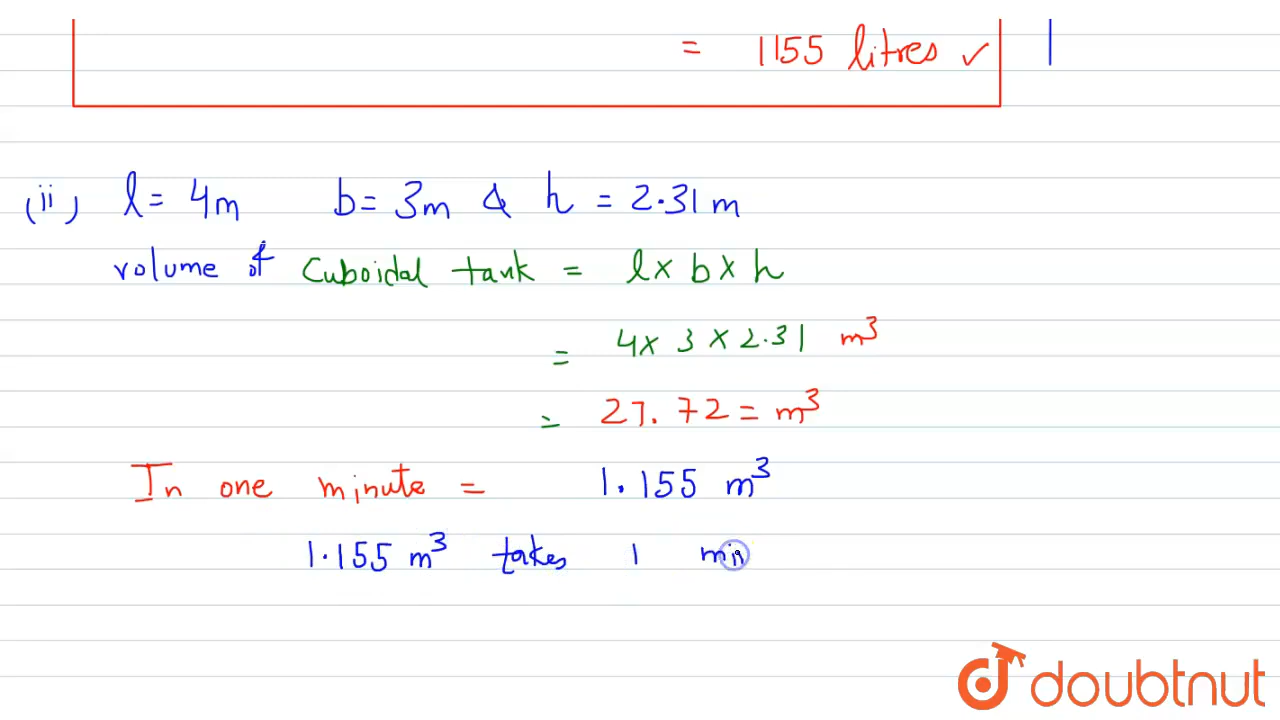 = 1155 litres ✓
(ii) l = 4m b = 3m & h = 2.31 m
volume of Cuboidal tank = l × b × h
= 4 × 3 × 2.31 m³
= 27.72 = m³
In one minute = 1.155 m³
1.155 m³ takes 1 min
doubtnut